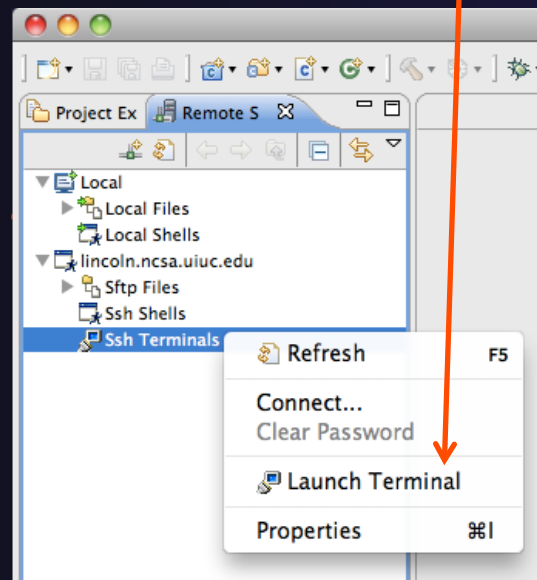 Project Ex Remote S
Local
Local Files
Local Shells
lincoln.ncsa.uiuc.edu
Sftp Files
Ssh Shells
Ssh Terminals
Refresh F5
Connect...
Clear Password
Launch Terminal
Properties ⌘I